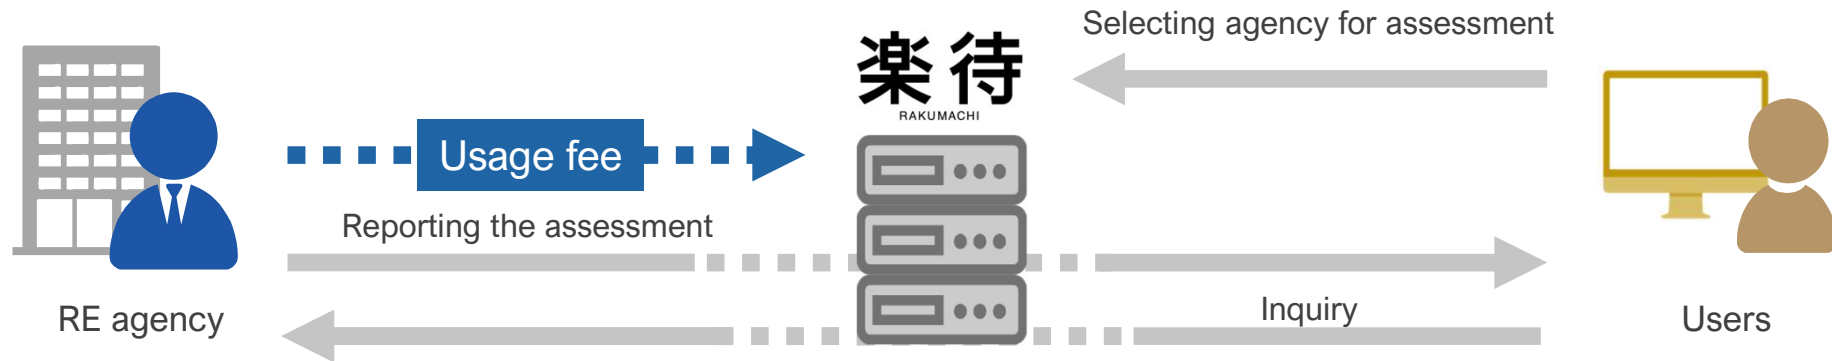 Selecting agency for assessment
楽待
RAKUMACHI
Usage fee
Reporting the assessment
Inquiry
RE agency
Users